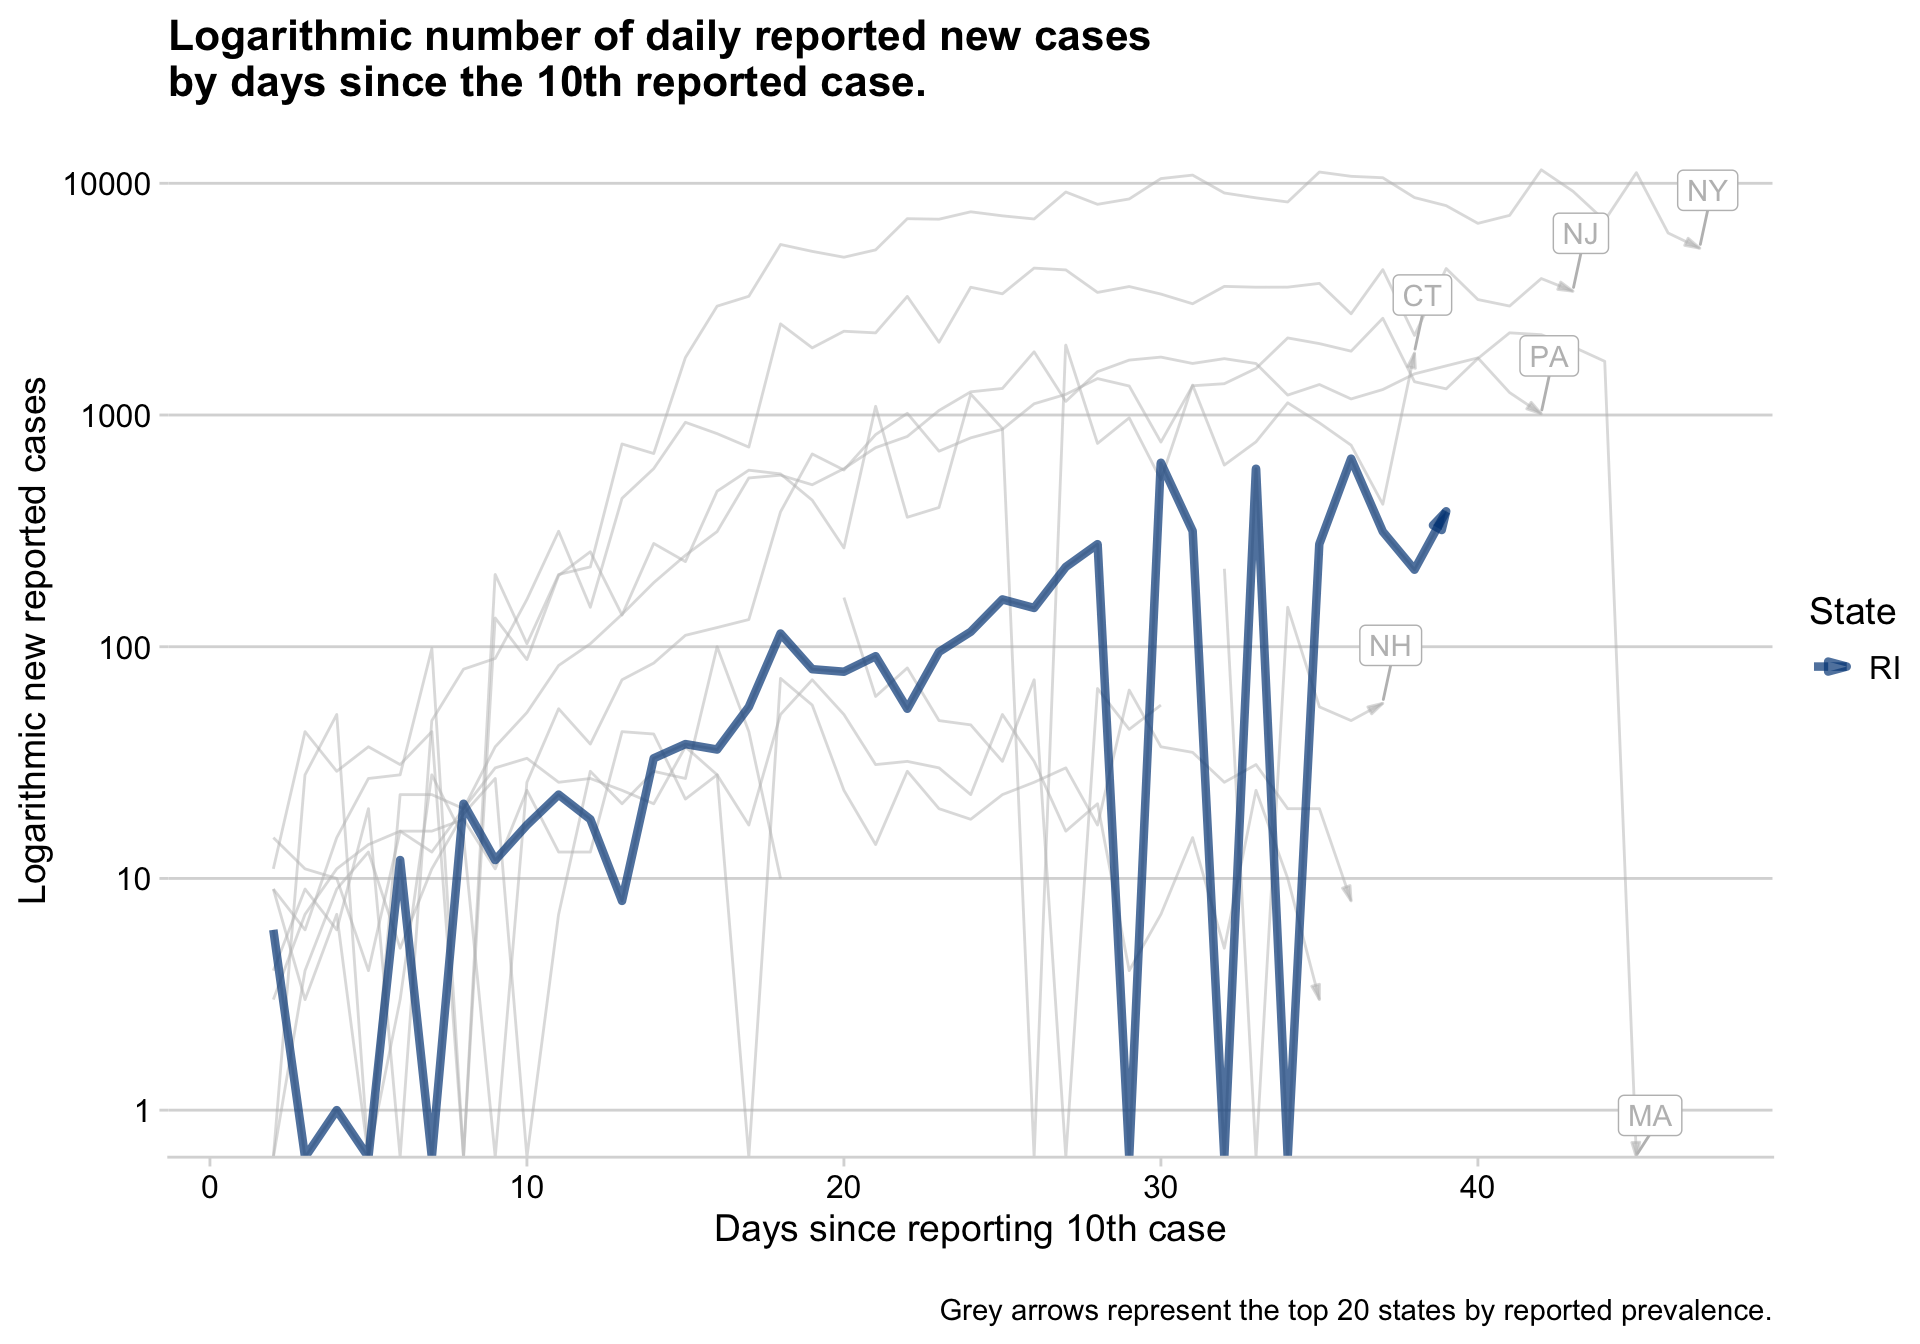 Logarithmic number of daily reported new cases
by days since the 10th reported case.
Logarithmic new reported cases
10000
1000
100
10
1
NY
NJ
CT
PA
NH
MA
State
RI
0 10 20 30 40
Days since reporting 10th case
Grey arrows represent the top 20 states by reported prevalence.